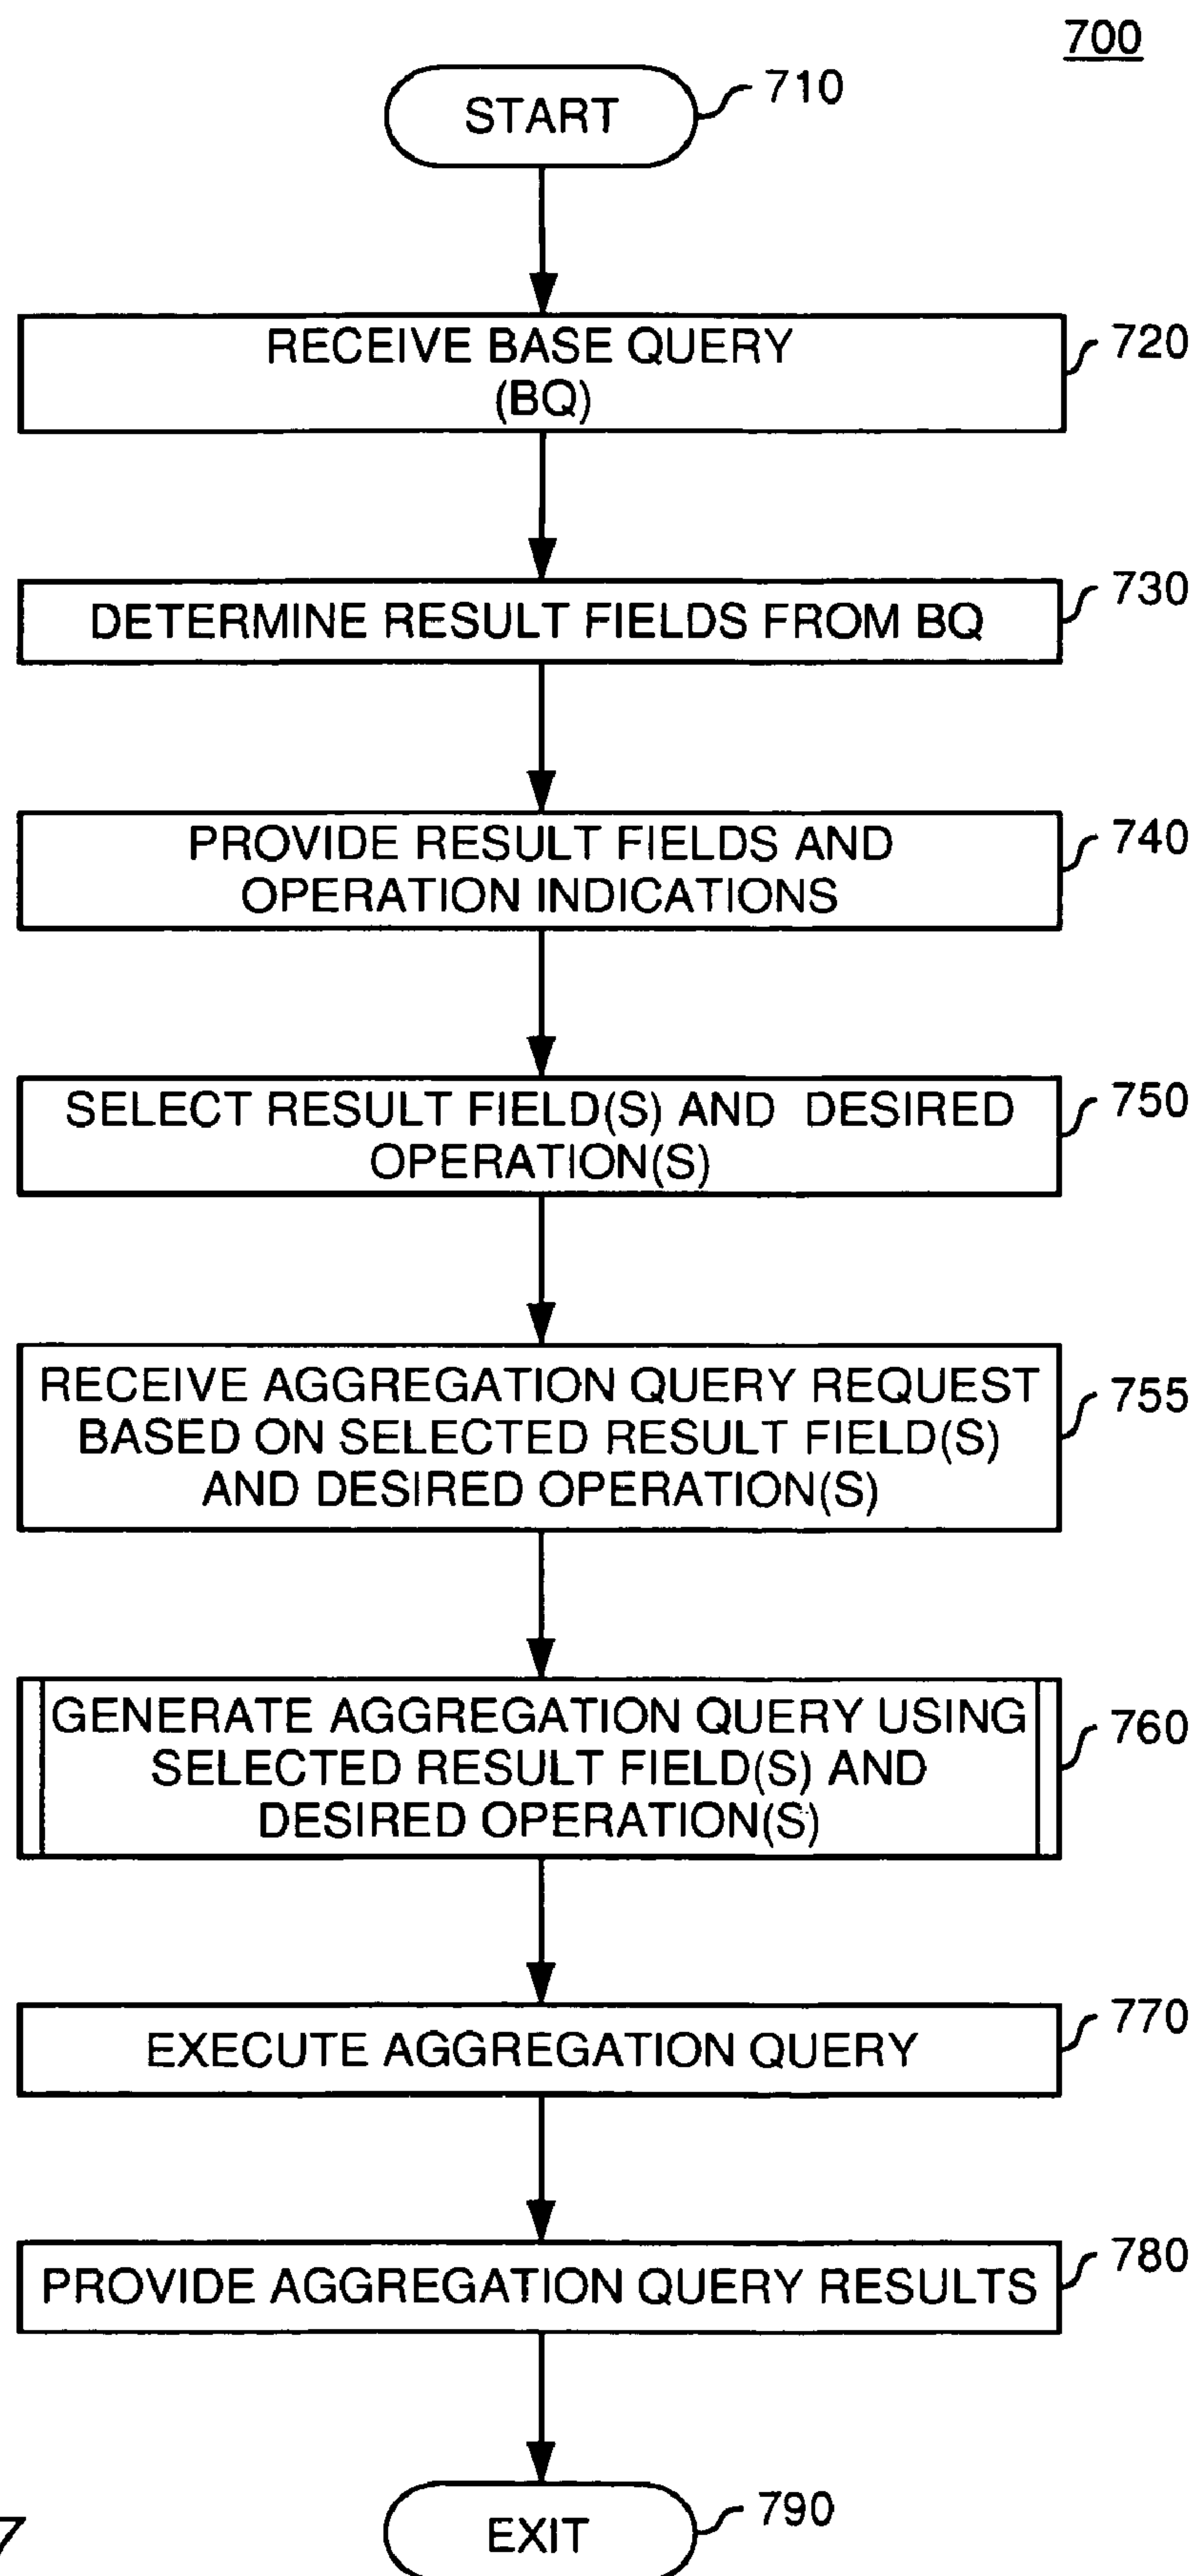 700
START
710
RECEIVE BASE QUERY
(BQ)
720
DETERMINE RESULT FIELDS FROM BQ
730
PROVIDE RESULT FIELDS AND
OPERATION INDICATIONS
740
SELECT RESULT FIELD(S) AND DESIRED
OPERATION(S)
750
RECEIVE AGGREGATION QUERY REQUEST
BASED ON SELECTED RESULT FIELD(S)
AND DESIRED OPERATION(S)
755
GENERATE AGGREGATION QUERY USING
SELECTED RESULT FIELD(S) AND
DESIRED OPERATION(S)
760
EXECUTE AGGREGATION QUERY
770
PROVIDE AGGREGATION QUERY RESULTS
780
EXIT
790